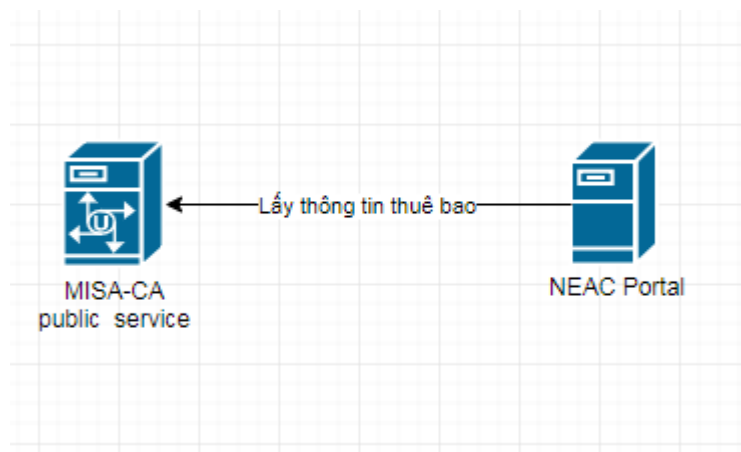 Lấy thông tin thuê bao
MISA-CA
public service
NEAC Portal
U